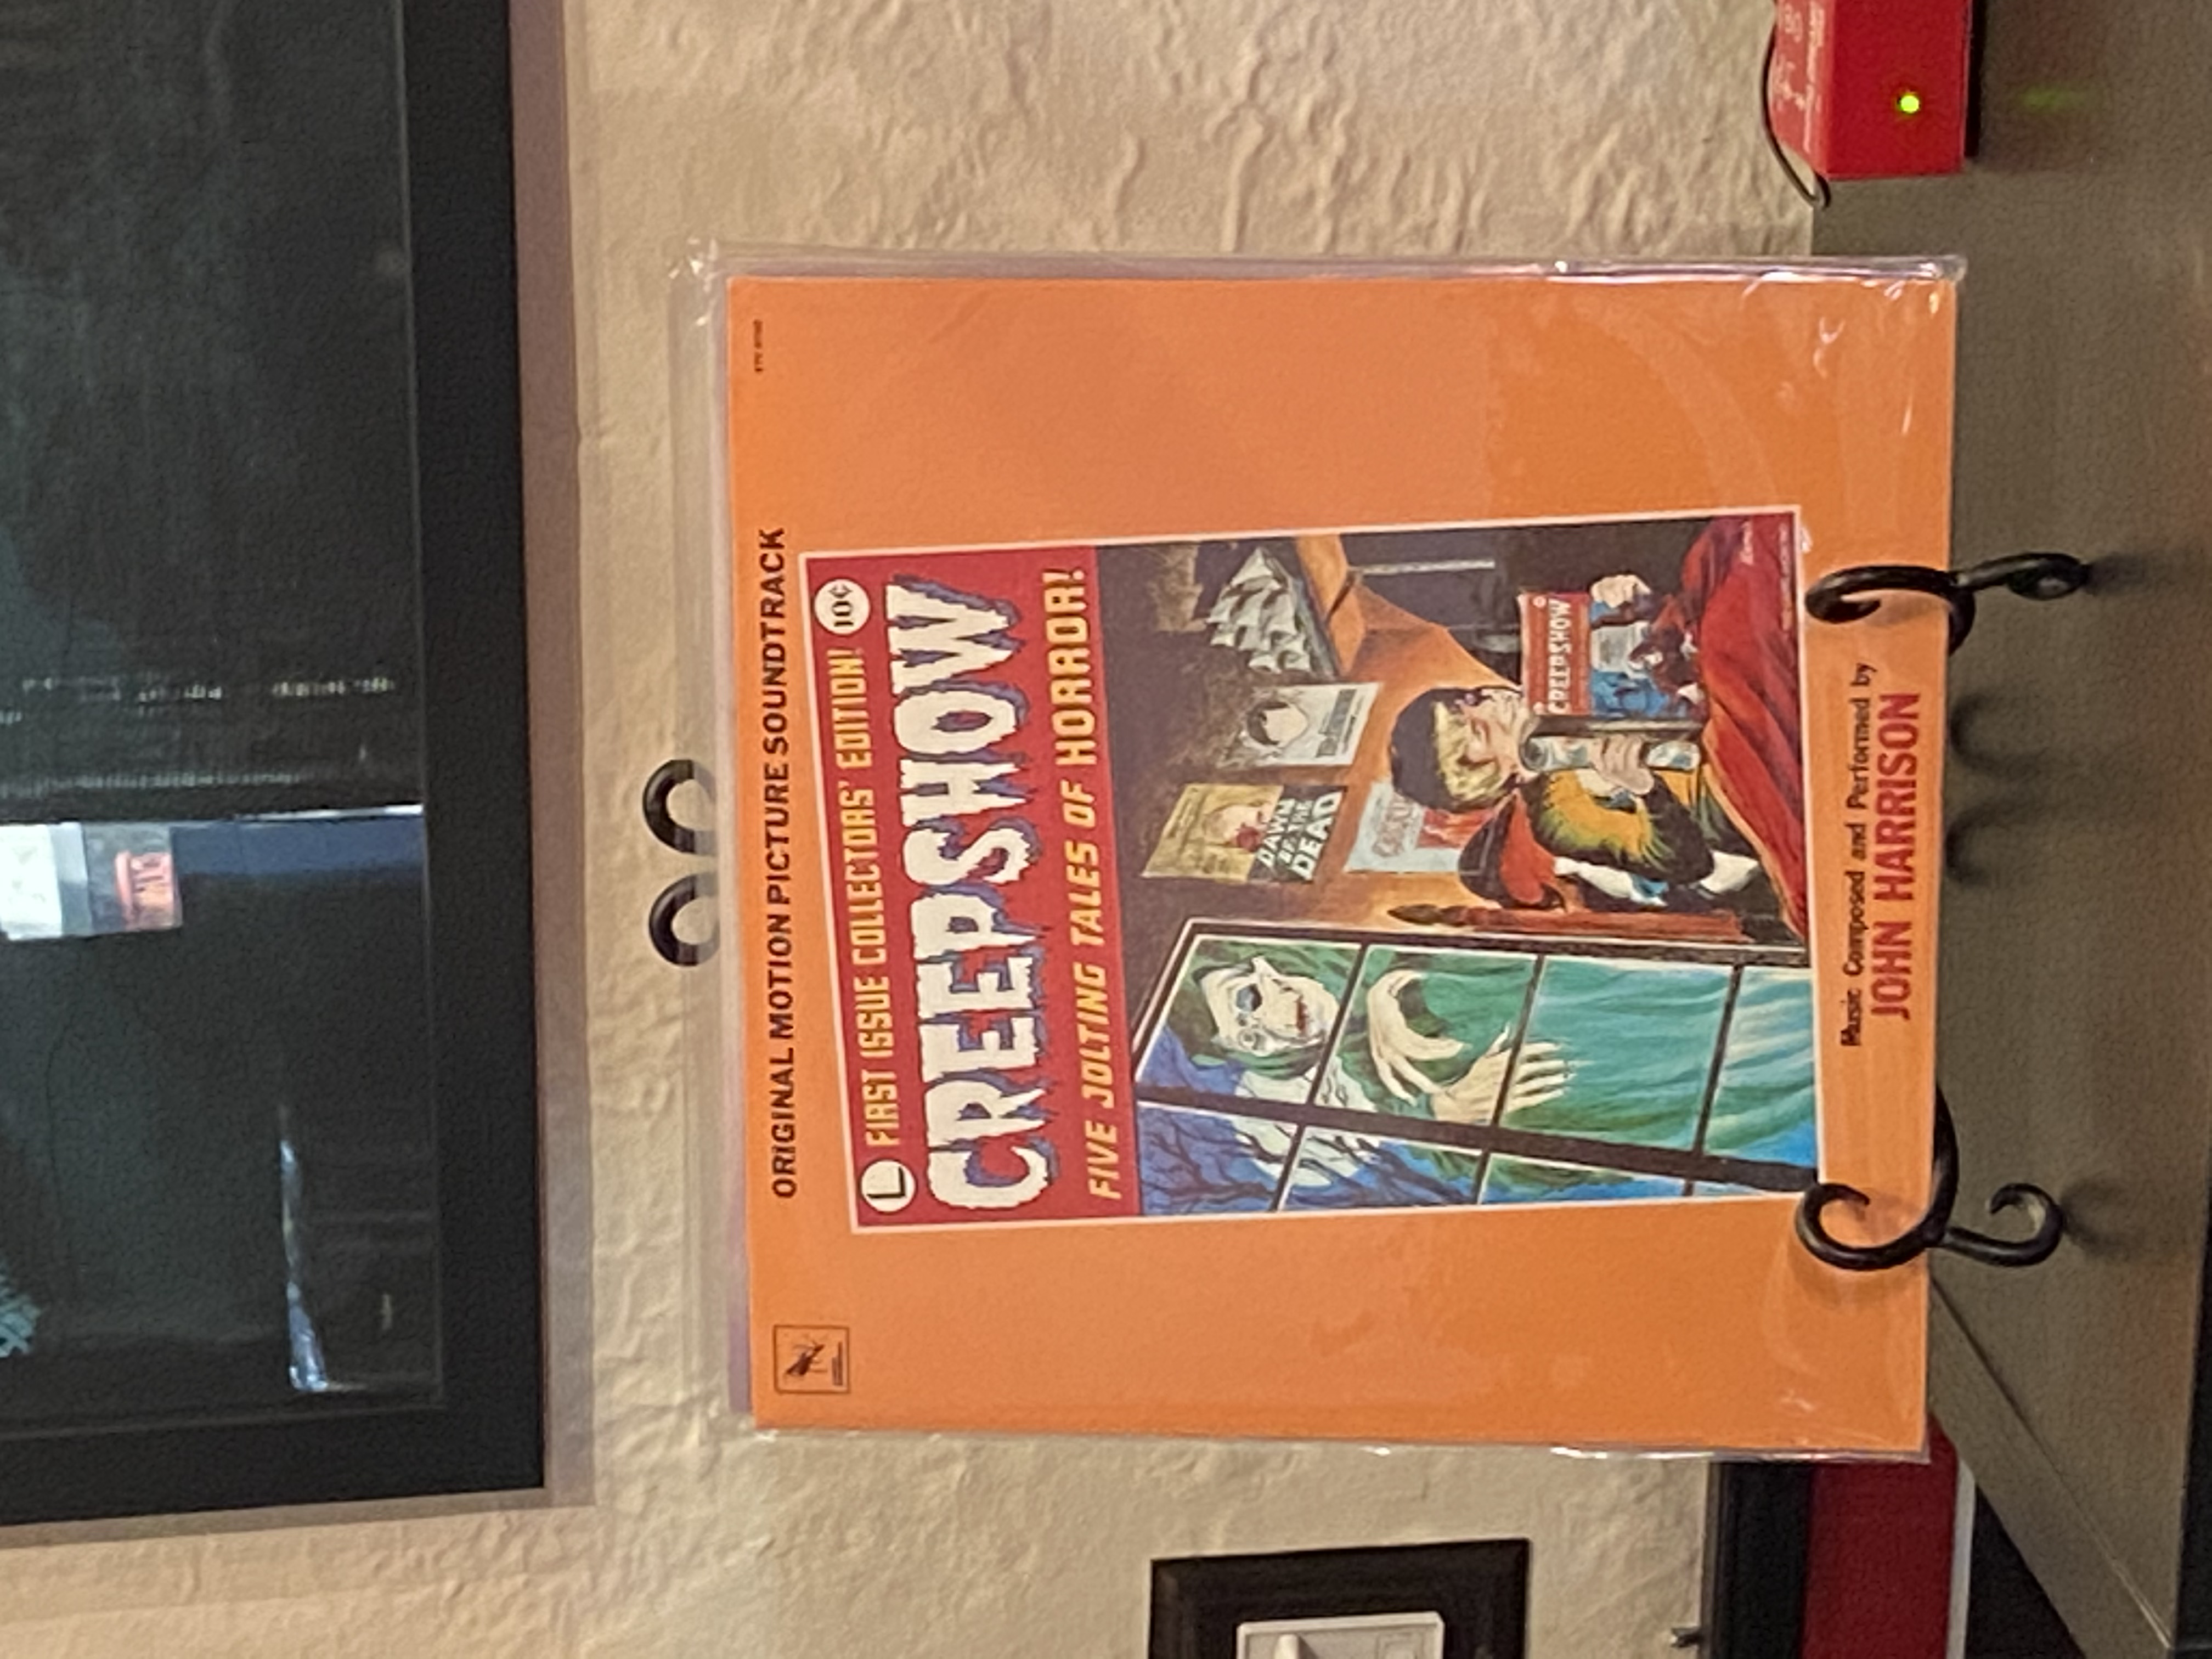 ORIGINAL MOTION PICTURE SOUNDTRACK
L FIRST ISSUE COLLECTORS' EDITION! 10¢
CREEPSHOW
FIVE JOLTING TALES OF HORROR!
DAWN
OF THE
DEAD
CREEPSHOW
Music Composed and Performed by
JOHN HARRISON